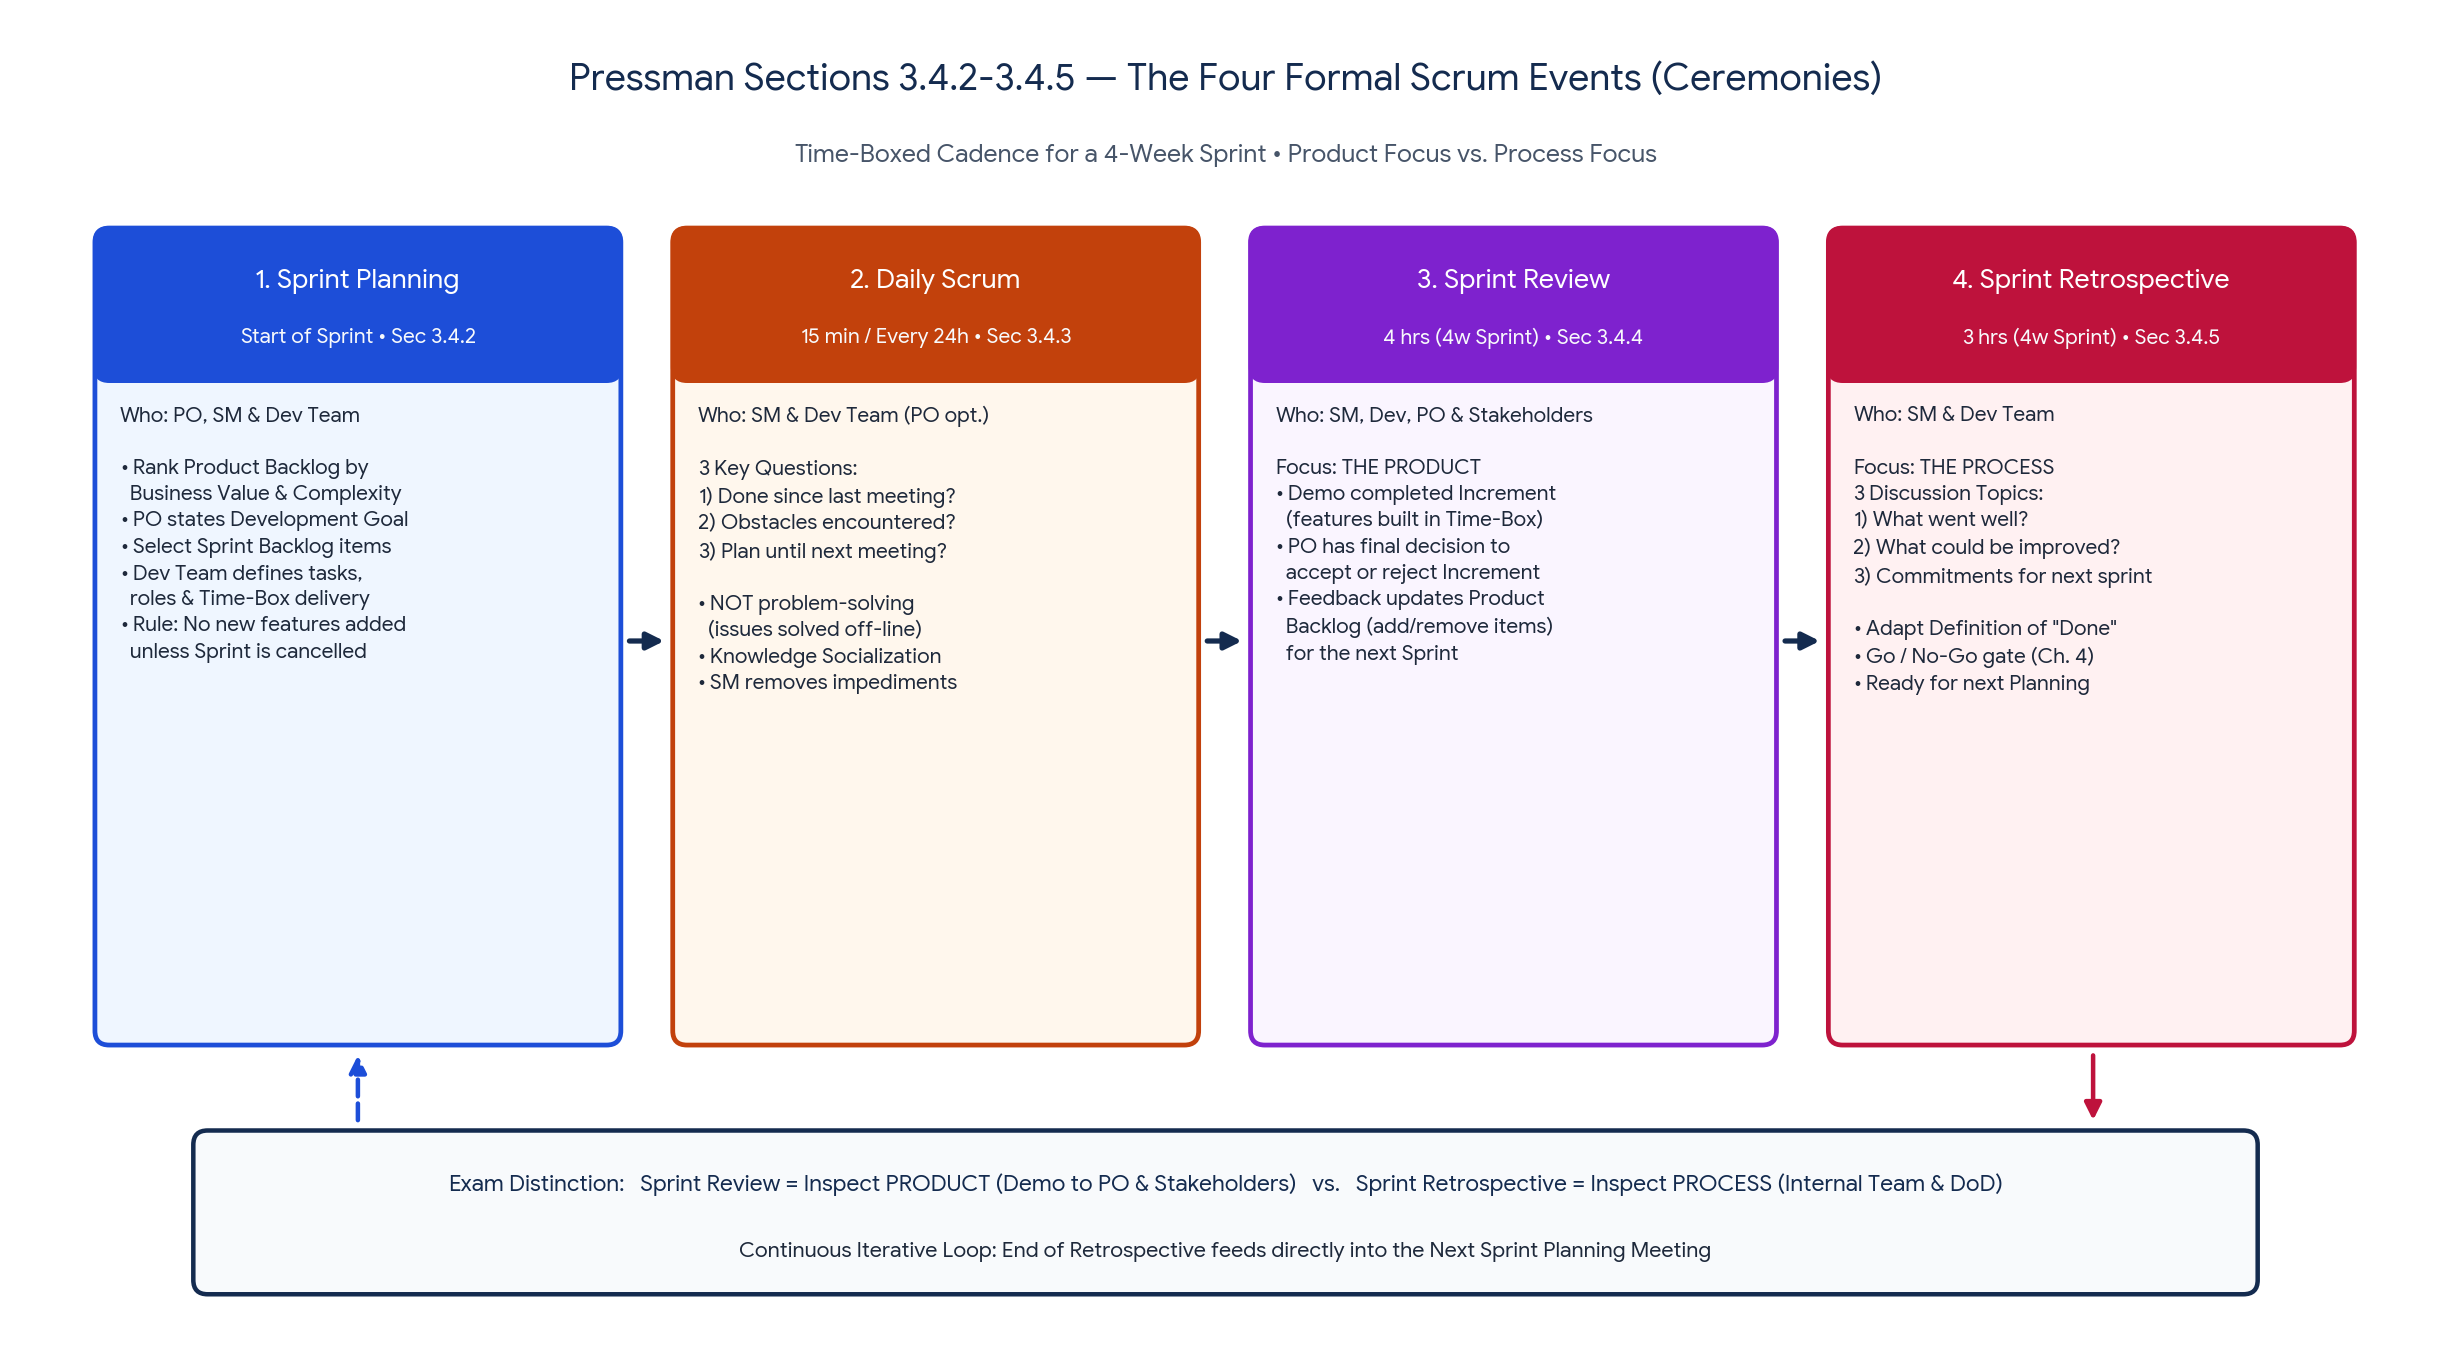 Pressman Sections 3.4.2-3.4.5 — The Four Formal Scrum Events (Ceremonies)
Time-Boxed Cadence for a 4-Week Sprint • Product Focus vs. Process Focus
1. Sprint Planning
Start of Sprint • Sec 3.4.2
Who: PO, SM & Dev Team
• Rank Product Backlog by
Business Value & Complexity
• PO states Development Goal
• Select Sprint Backlog items
• Dev Team defines tasks,
roles & Time-Box delivery
• Rule: No new features added
unless Sprint is cancelled
2. Daily Scrum
15 min / Every 24h • Sec 3.4.3
Who: SM & Dev Team (PO opt.)
3 Key Questions:
1) Done since last meeting?
2) Obstacles encountered?
3) Plan until next meeting?
• NOT problem-solving
(issues solved off-line)
• Knowledge Socialization
• SM removes impediments
3. Sprint Review
4 hrs (4w Sprint) • Sec 3.4.4
Who: SM, Dev, PO & Stakeholders
Focus: THE PRODUCT
• Demo completed Increment
(features built in Time-Box)
• PO has final decision to
accept or reject Increment
• Feedback updates Product
Backlog (add/remove items)
for the next Sprint
4. Sprint Retrospective
3 hrs (4w Sprint) • Sec 3.4.5
Who: SM & Dev Team
Focus: THE PROCESS
3 Discussion Topics:
1) What went well?
2) What could be improved?
3) Commitments for next sprint
• Adapt Definition of "Done"
• Go / No-Go gate (Ch. 4)
• Ready for next Planning
Exam Distinction: Sprint Review = Inspect PRODUCT (Demo to PO & Stakeholders) vs. Sprint Retrospective = Inspect PROCESS (Internal Team & DoD)
Continuous Iterative Loop: End of Retrospective feeds directly into the Next Sprint Planning Meeting